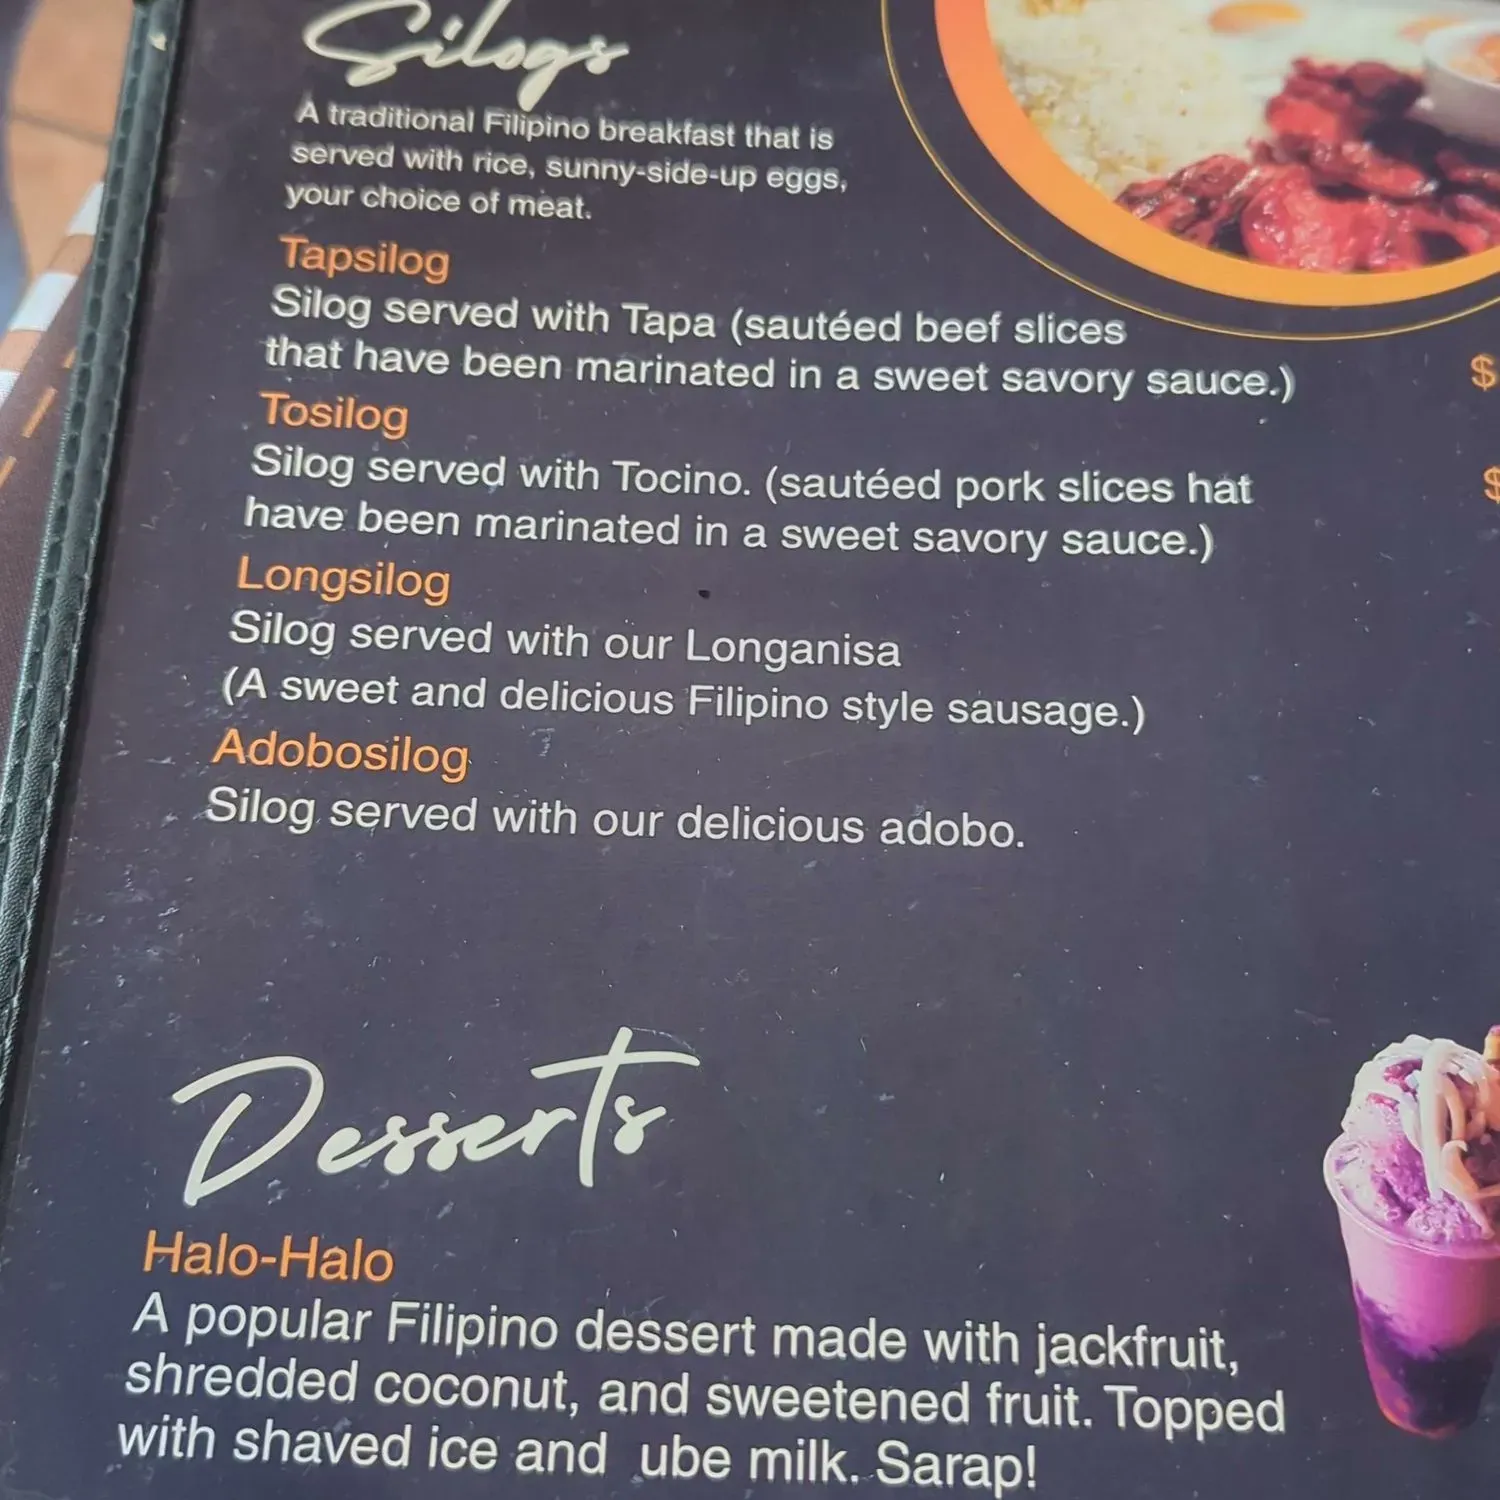 Silogs
A traditional Filipino breakfast that is
served with rice, sunny-side-up eggs,
your choice of meat.
Tapsilog
Silog served with Tapa (sautéed beef slices
that have been marinated in a sweet savory sauce.)
$
Tosilog
Silog served with Tocino. (sautéed pork slices hat
have been marinated in a sweet savory sauce.)
$
Longsilog
Silog served with our Longanisa
(A sweet and delicious Filipino style sausage.)
Adobosilog
Silog served with our delicious adobo.
Desserts
Halo-Halo
A popular Filipino dessert made with jackfruit,
shredded coconut, and sweetened fruit. Topped
with shaved ice and ube milk. Sarap!